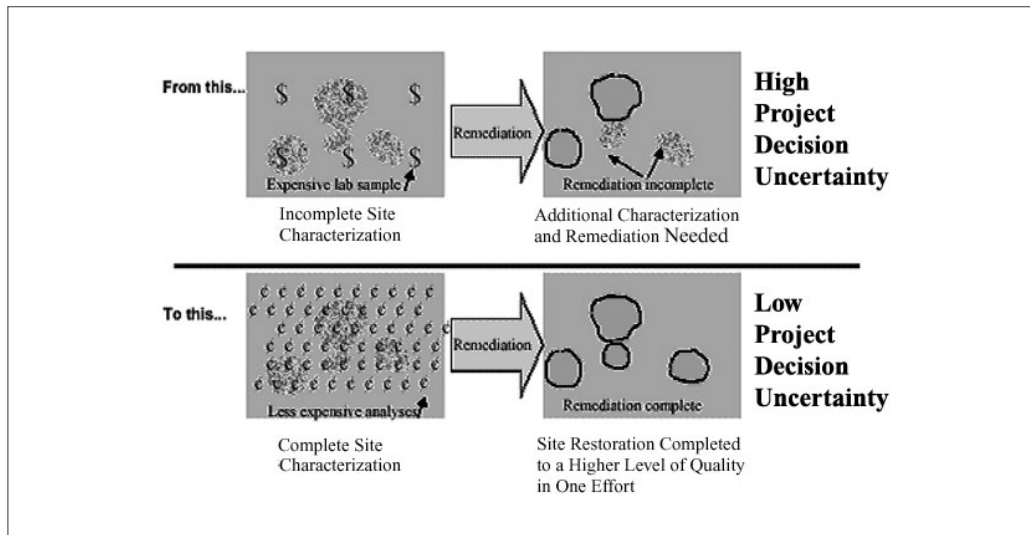 From this...
$ $ $
$ $ $
Expensive lab sample
Incomplete Site
Characterization
Remediation
Remediation incomplete
Additional Characterization
and Remediation Needed
High
Project
Decision
Uncertainty
To this...
¢ ¢ ¢ ¢ ¢ ¢ ¢ ¢ ¢ ¢
¢ ¢ ¢ ¢ ¢ ¢ ¢ ¢ ¢ ¢ ¢
¢ ¢ ¢ ¢ ¢ ¢ ¢ ¢ ¢ ¢
¢ ¢ ¢ ¢ ¢ ¢ ¢ ¢ ¢ ¢
¢ ¢ ¢ ¢ ¢ ¢ ¢ ¢ ¢ ¢
¢ ¢ ¢ ¢ ¢ ¢ ¢ ¢ ¢ ¢
Less expensive analyses
Complete Site
Characterization
Remediation
Remediation complete
Site Restoration Completed
to a Higher Level of Quality
in One Effort
Low
Project
Decision
Uncertainty